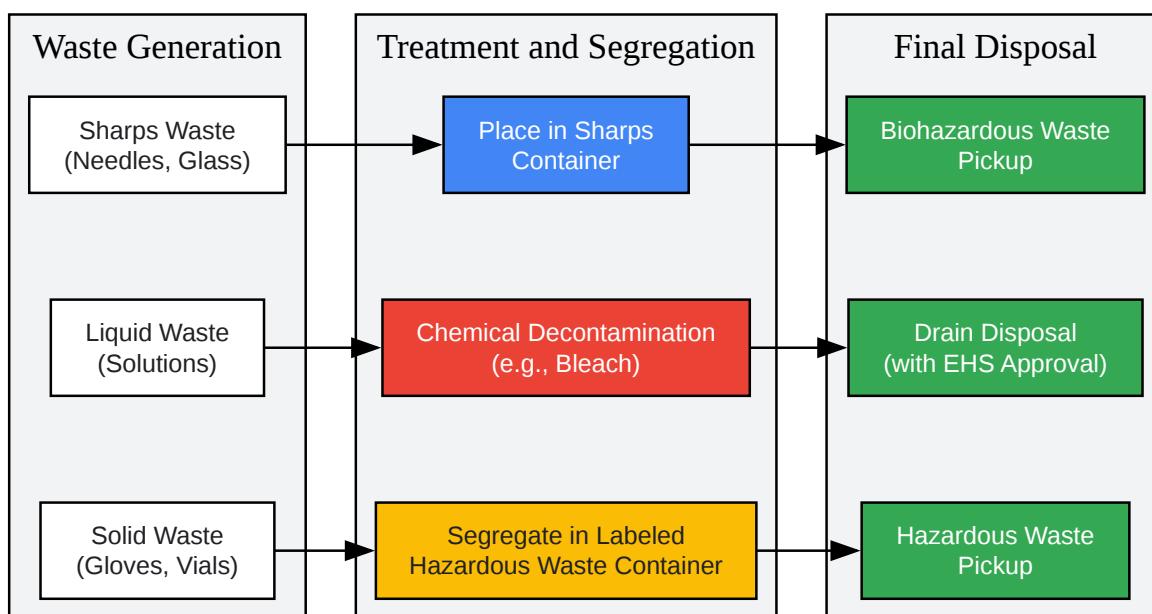 Waste Generation
Treatment and Segregation
Final Disposal
Sharps Waste
(Needles, Glass)
Place in Sharps
Container
Biohazardous Waste
Pickup
Liquid Waste
(Solutions)
Chemical Decontamination
(e.g., Bleach)
Drain Disposal
(with EHS Approval)
Solid Waste
(Gloves, Vials)
Segregate in Labeled
Hazardous Waste Container
Hazardous Waste
Pickup